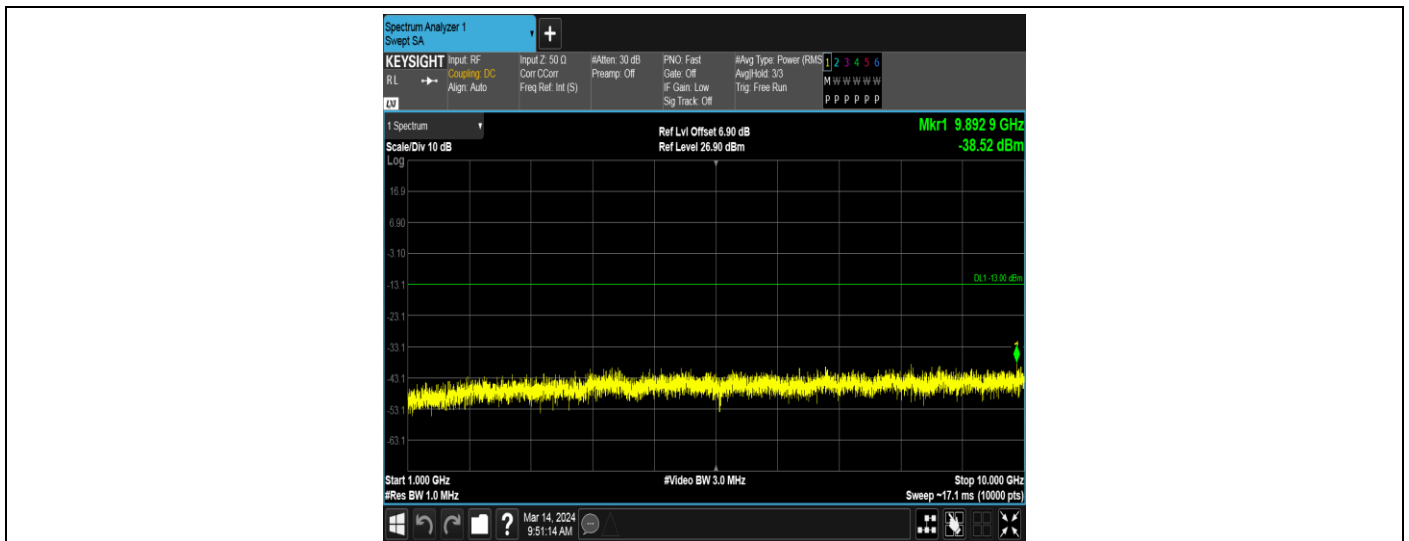 Spectrum Analyzer 1
Swept SA
+
KEYSIGHT
RL
LXI
Input: RF
Coupling: DC
Align: Auto
Input Z: 50 Ω
Corr CCorr
Freq Ref: Int (S)
#Atten: 30 dB
Preamp: Off
PNO: Fast
Gate: Off
IF Gain: Low
Sig Track: Off
#Avg Type: Power (RMS
Avg|Hold: 3/3
Trig: Free Run
1 2 3 4 5 6
M W W W W W
P P P P P P
1 Spectrum
Scale/Div 10 dB
Ref Lvl Offset 6.90 dB
Ref Level 26.90 dBm
Mkr1 9.892 9 GHz
-38.52 dBm
Log
16.9
6.90
-3.10
-13.1
DL1 -13.00 dBm
-23.1
-33.1
1
-43.1
-53.1
-63.1
Start 1.000 GHz
#Video BW 3.0 MHz
Stop 10.000 GHz
#Res BW 1.0 MHz
Sweep ~17.1 ms (10000 pts)
?
Mar 14, 2024
9:51:14 AM